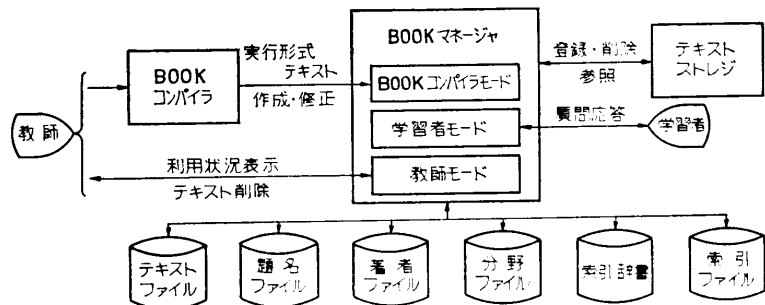 BOOKマネージャ
実行形式
テキスト
作成・修正
BOOK
コンパイラ
BOOKコンパイラモード
登録・削除
参照
テキスト
ストレジ
教師
学習者モード
質問応答
学習者
利用状況表示
テキスト削除
教師モード
テキスト
ファイル
題名
ファイル
著者
ファイル
分野
ファイル
索引辞書
索引
ファイル